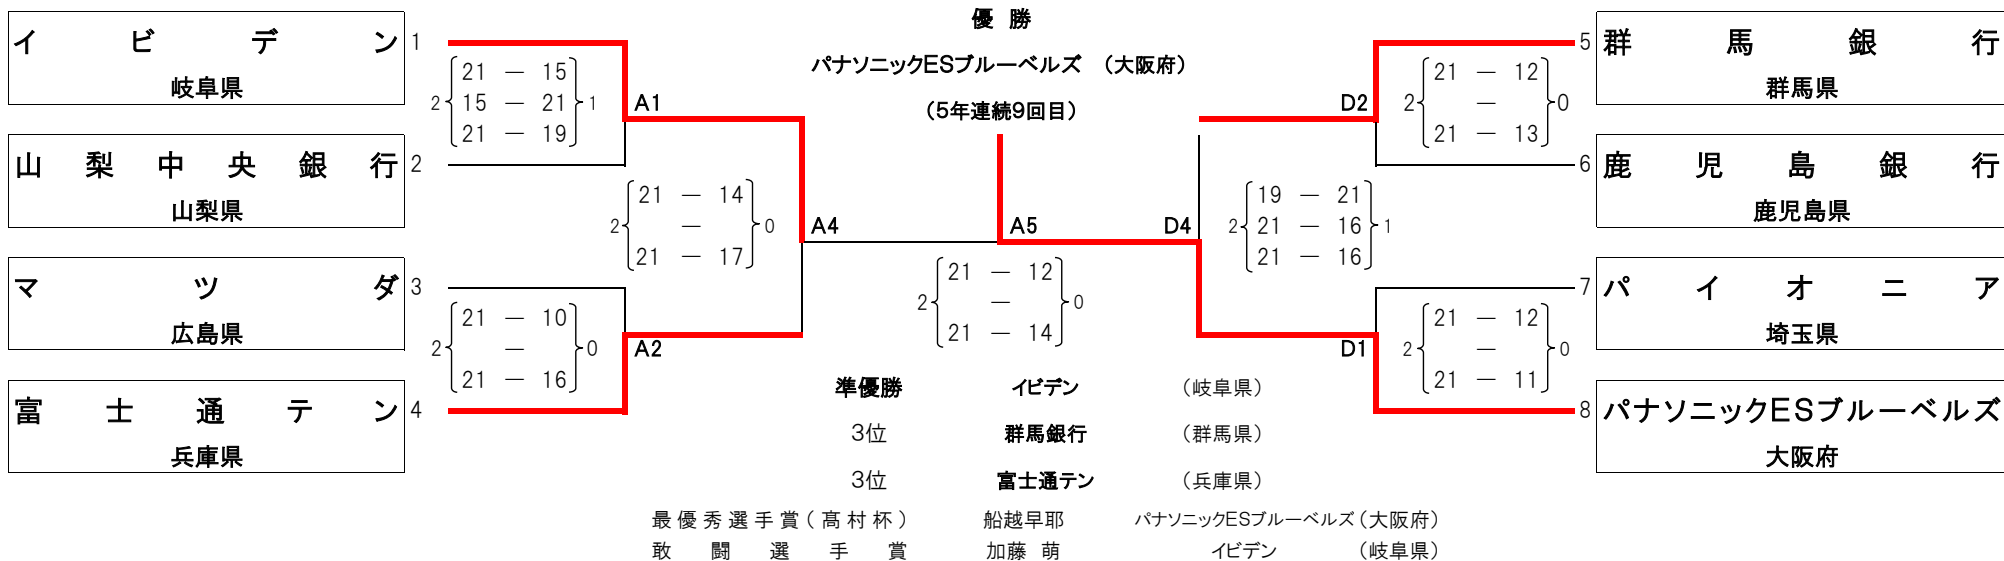 優 勝
パナソニックESブルーベルズ (大阪府)
(5年連続9回目)
イビデン 1
岐阜県
2 21 ― 15 1
15 ― 21
21 ― 19
A1
山梨中央銀行 2
山梨県
2 21 ― 14 0
―
21 ― 17
A4
マツダ 3
広島県
2 21 ― 10 0
―
21 ― 16
A2
富士通テン 4
兵庫県
A5
2 21 ― 12 0
―
21 ― 14
5 群馬銀行
群馬県
D2
2 21 ― 12 0
―
21 ― 13
6 鹿児島銀行
鹿児島県
D4
2 19 ― 21 1
21 ― 16
21 ― 16
7 パイオニア
埼玉県
D1
2 21 ― 12 0
―
21 ― 11
8 パナソニックESブルーベルズ
大阪府
準優勝 イビデン (岐阜県)
3位 群馬銀行 (群馬県)
3位 富士通テン (兵庫県)
最優秀選手賞(髙村杯) 船越早耶 パナソニックESブルーベルズ(大阪府)
敢闘選手賞 加藤 萌 イビデン (岐阜県)